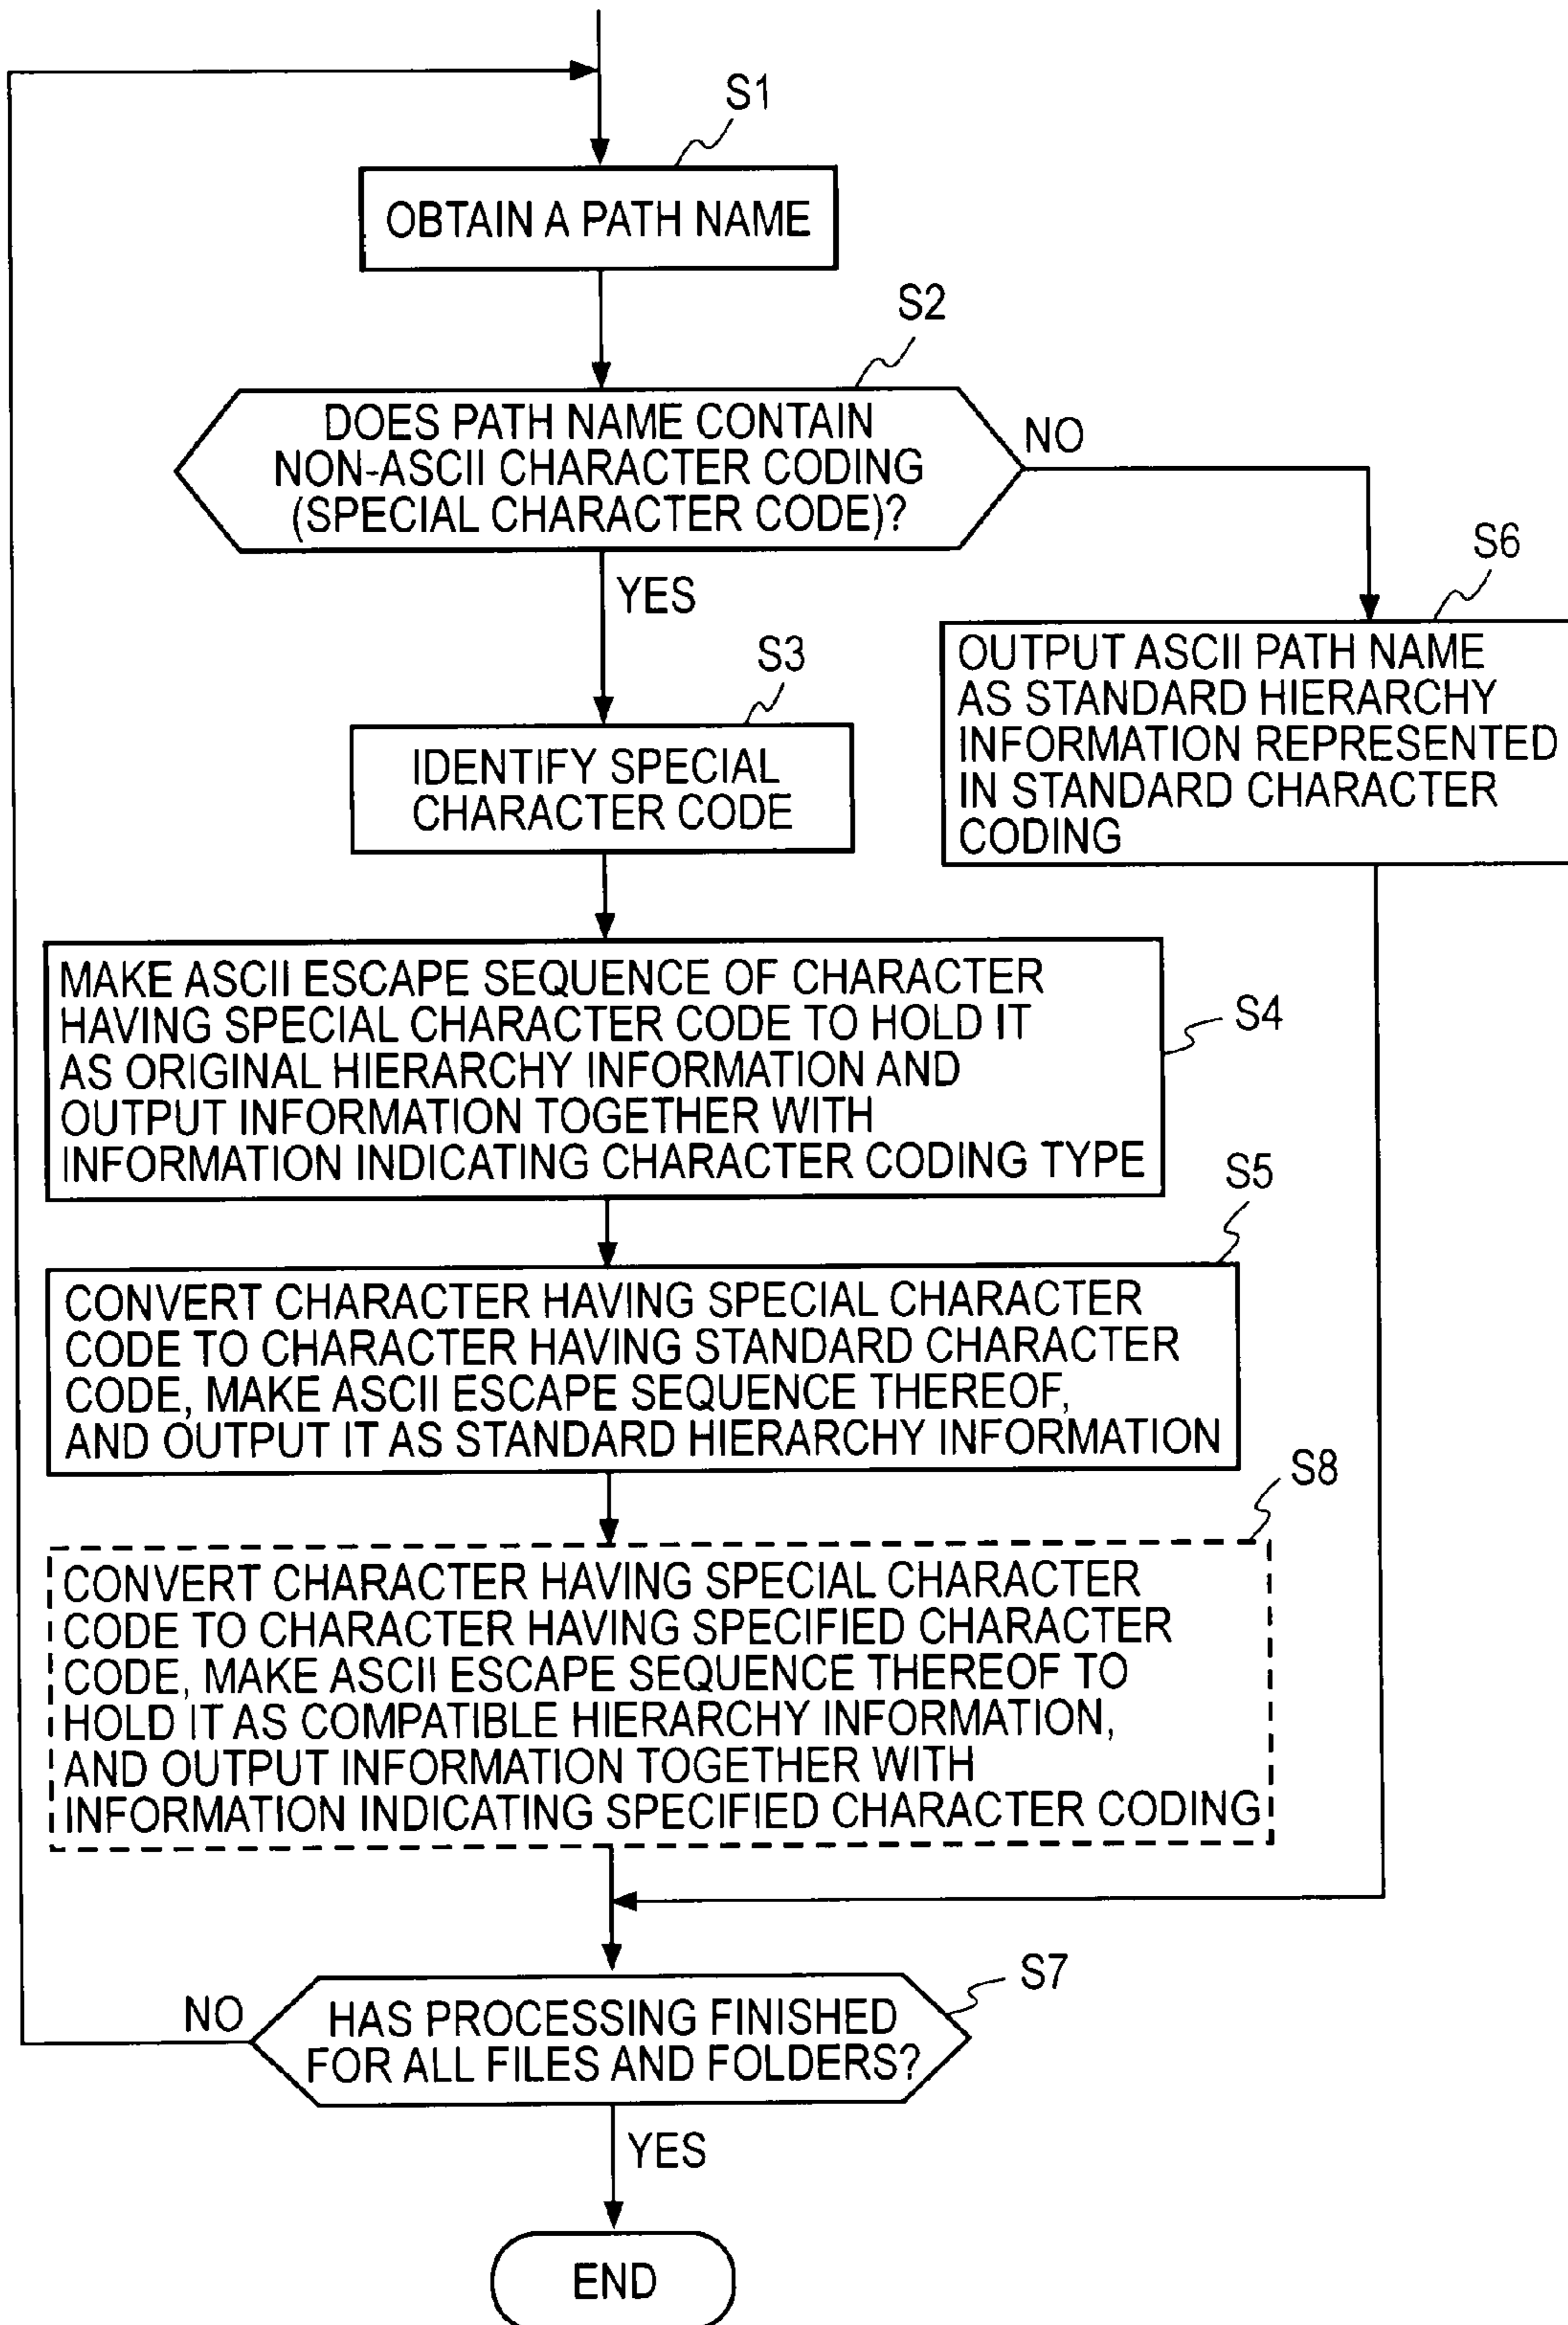 S1
OBTAIN A PATH NAME
S2
DOES PATH NAME CONTAIN
NON-ASCII CHARACTER CODING
(SPECIAL CHARACTER CODE)?
NO
YES
S6
OUTPUT ASCII PATH NAME
AS STANDARD HIERARCHY
INFORMATION REPRESENTED
IN STANDARD CHARACTER
CODING
S3
IDENTIFY SPECIAL
CHARACTER CODE
MAKE ASCII ESCAPE SEQUENCE OF CHARACTER
HAVING SPECIAL CHARACTER CODE TO HOLD IT
AS ORIGINAL HIERARCHY INFORMATION AND
OUTPUT INFORMATION TOGETHER WITH
INFORMATION INDICATING CHARACTER CODING TYPE
S4
S5
CONVERT CHARACTER HAVING SPECIAL CHARACTER
CODE TO CHARACTER HAVING STANDARD CHARACTER
CODE, MAKE ASCII ESCAPE SEQUENCE THEREOF,
AND OUTPUT IT AS STANDARD HIERARCHY INFORMATION
S8
CONVERT CHARACTER HAVING SPECIAL CHARACTER
CODE TO CHARACTER HAVING SPECIFIED CHARACTER
CODE, MAKE ASCII ESCAPE SEQUENCE THEREOF TO
HOLD IT AS COMPATIBLE HIERARCHY INFORMATION,
AND OUTPUT INFORMATION TOGETHER WITH
INFORMATION INDICATING SPECIFIED CHARACTER CODING
S7
NO
HAS PROCESSING FINISHED
FOR ALL FILES AND FOLDERS?
YES
END